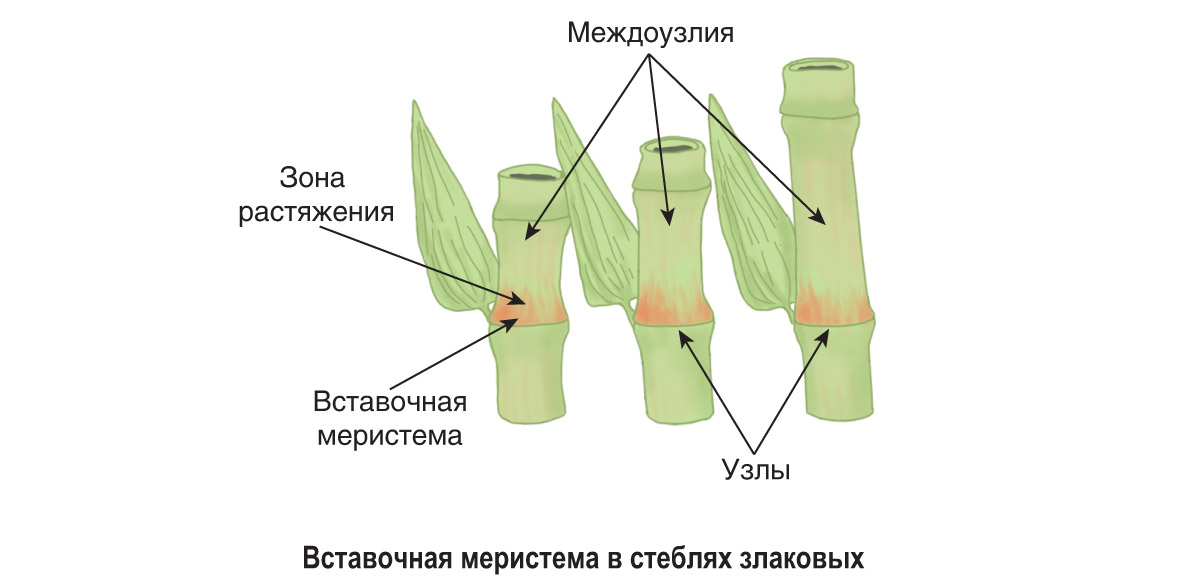 Междоузлия
Зона
растяжения
Вставочная
меристема
Узлы
Вставочная меристема в стеблях злаковых